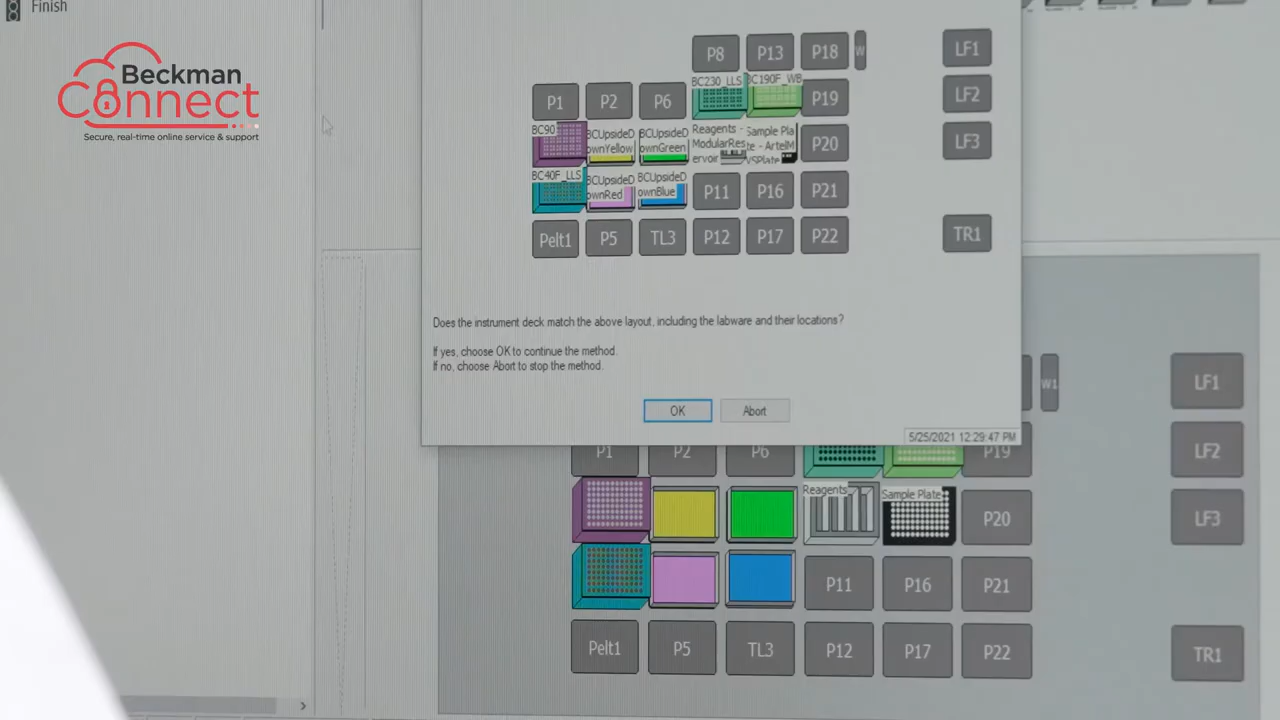 Finish
Beckman
Connect
Secure, real-time online service & support
P8 P13 P18 W LF1
BC230_LLS BC190F_WB
P1 P2 P6 P19 LF2
BC90 BCUpsideD
ownYellow BCUpsideD
ownGreen Reagents -
ModularRes
ervoir Sample Pla
te - ArtelM
VSPlate P20 LF3
BC40F_LLS BCUpsideD
ownRed BCUpsideD
ownBlue P11 P16 P21
Pelt1 P5 TL3 P12 P17 P22 TR1
Does the instrument deck match the above layout, including the labware and their locations?
If yes, choose OK to continue the method.
If no, choose Abort to stop the method.
OK Abort
5/25/2021 12:29:47 PM
W1 LF1
P1 P2 P6 P19 LF2
Reagents Sample Plate P20 LF3
P11 P16 P21
Pelt1 P5 TL3 P12 P17 P22 TR1